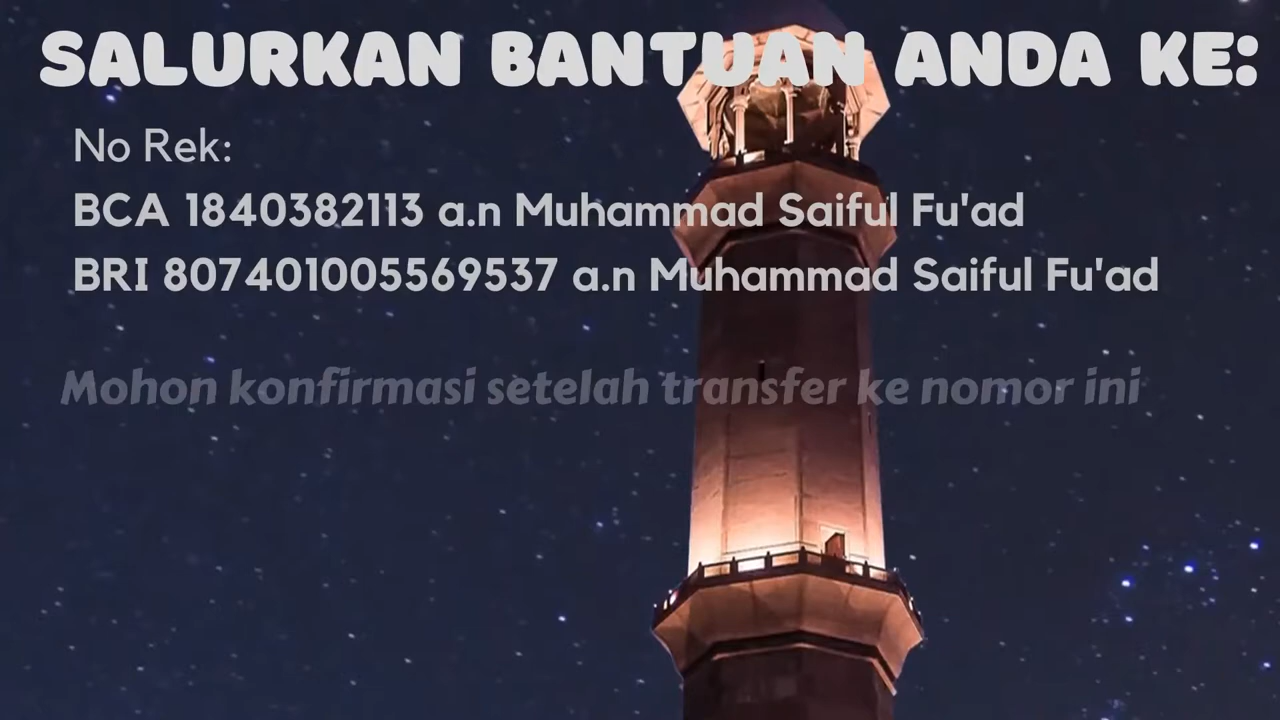 SALURKAN BANTUAN ANDA KE:
No Rek:
BCA 1840382113 a.n Muhammad Saiful Fu'ad
BRI 807401005569537 a.n Muhammad Saiful Fu'ad
Mohon konfirmasi setelah transfer ke nomor ini